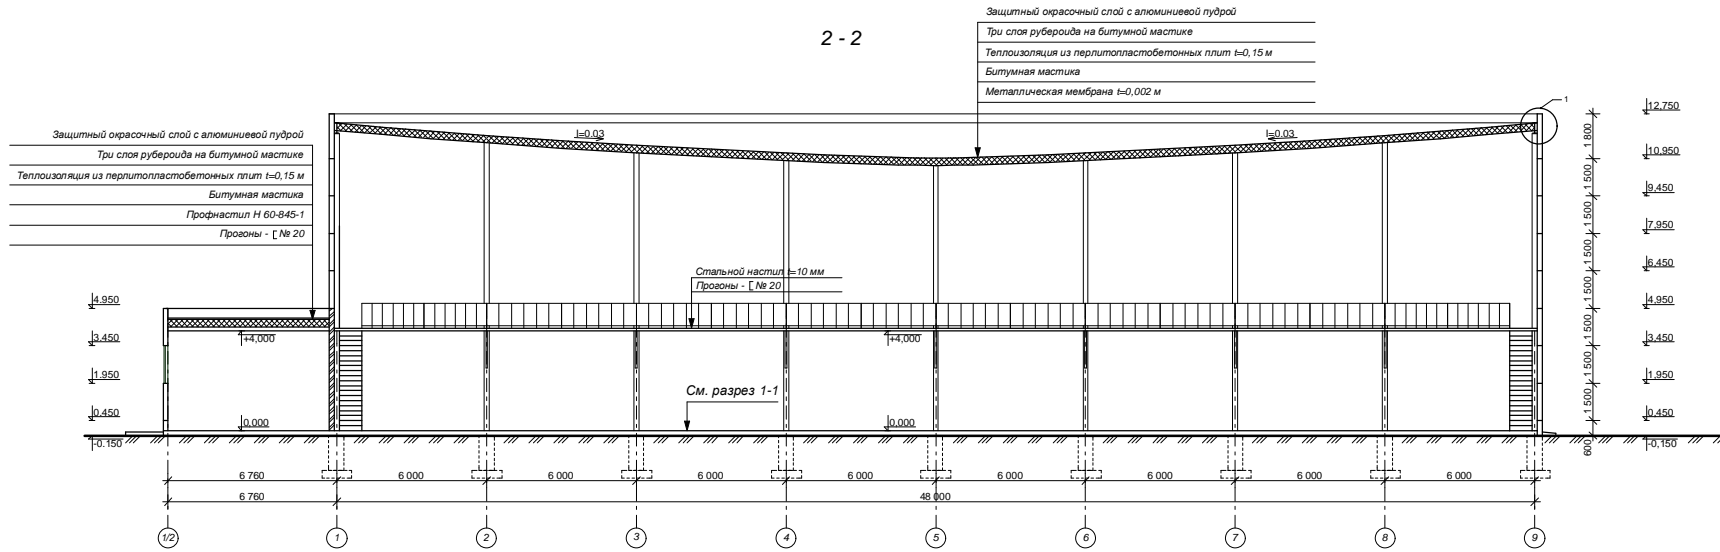 2 - 2
Защитный окрасочный слой с алюминиевой пудрой
Три слоя рубероида на битумной мастике
Теплоизоляция из перлитопластобетонных плит t=0,15 м
Битумная мастика
Металлическая мембрана t=0,002 м
1
Защитный окрасочный слой с алюминиевой пудрой
Три слоя рубероида на битумной мастике
Теплоизоляция из перлитопластобетонных плит t=0,15 м
Битумная мастика
Профнастил Н 60-845-1
Прогоны - [ № 20
I=0.03
I=0.03
Стальной настил t=10 мм
Прогоны - [ № 20
4.950
3.450
1.950
0.450
-0.150
+4,000
+4,000
0,000
0,000
См. разрез 1-1
1 800
1 500
1 500
1 500
1 500
1 500
1 500
1 500
600
12,750
10,950
9,450
7,950
6,450
4,950
3,450
1,950
0,450
-0,150
6 760
6 000
6 000
6 000
6 000
6 000
6 000
6 000
6 000
6 760
48 000
1/2
1
2
3
4
5
6
7
8
9